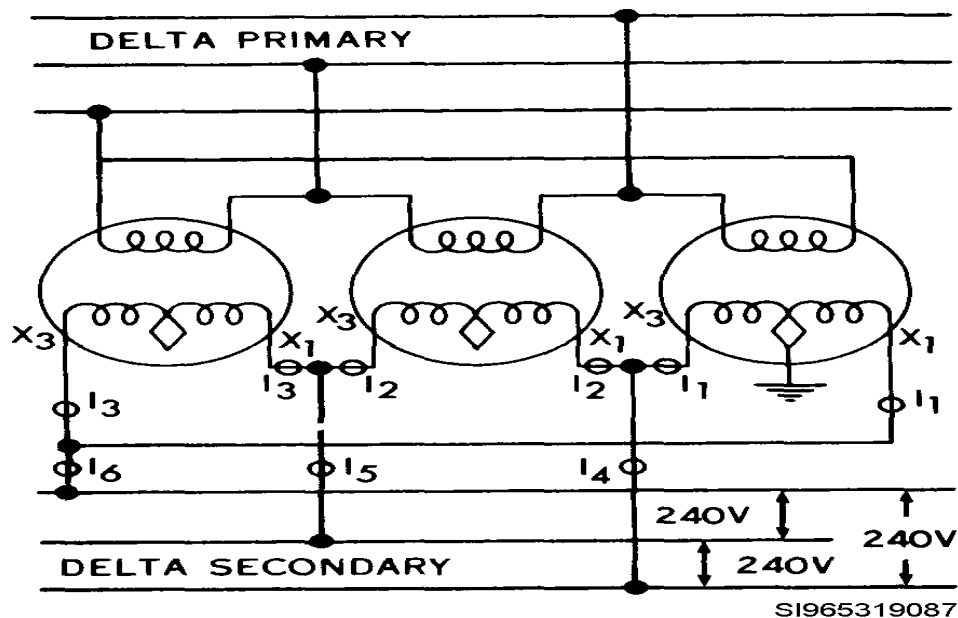 DELTA PRIMARY
X3 X1 X3 X1 X3 X1
I3 I2 I2 I1
I3 I1
I6 I5 I4
240V
240V
DELTA SECONDARY 240V
SI965319087